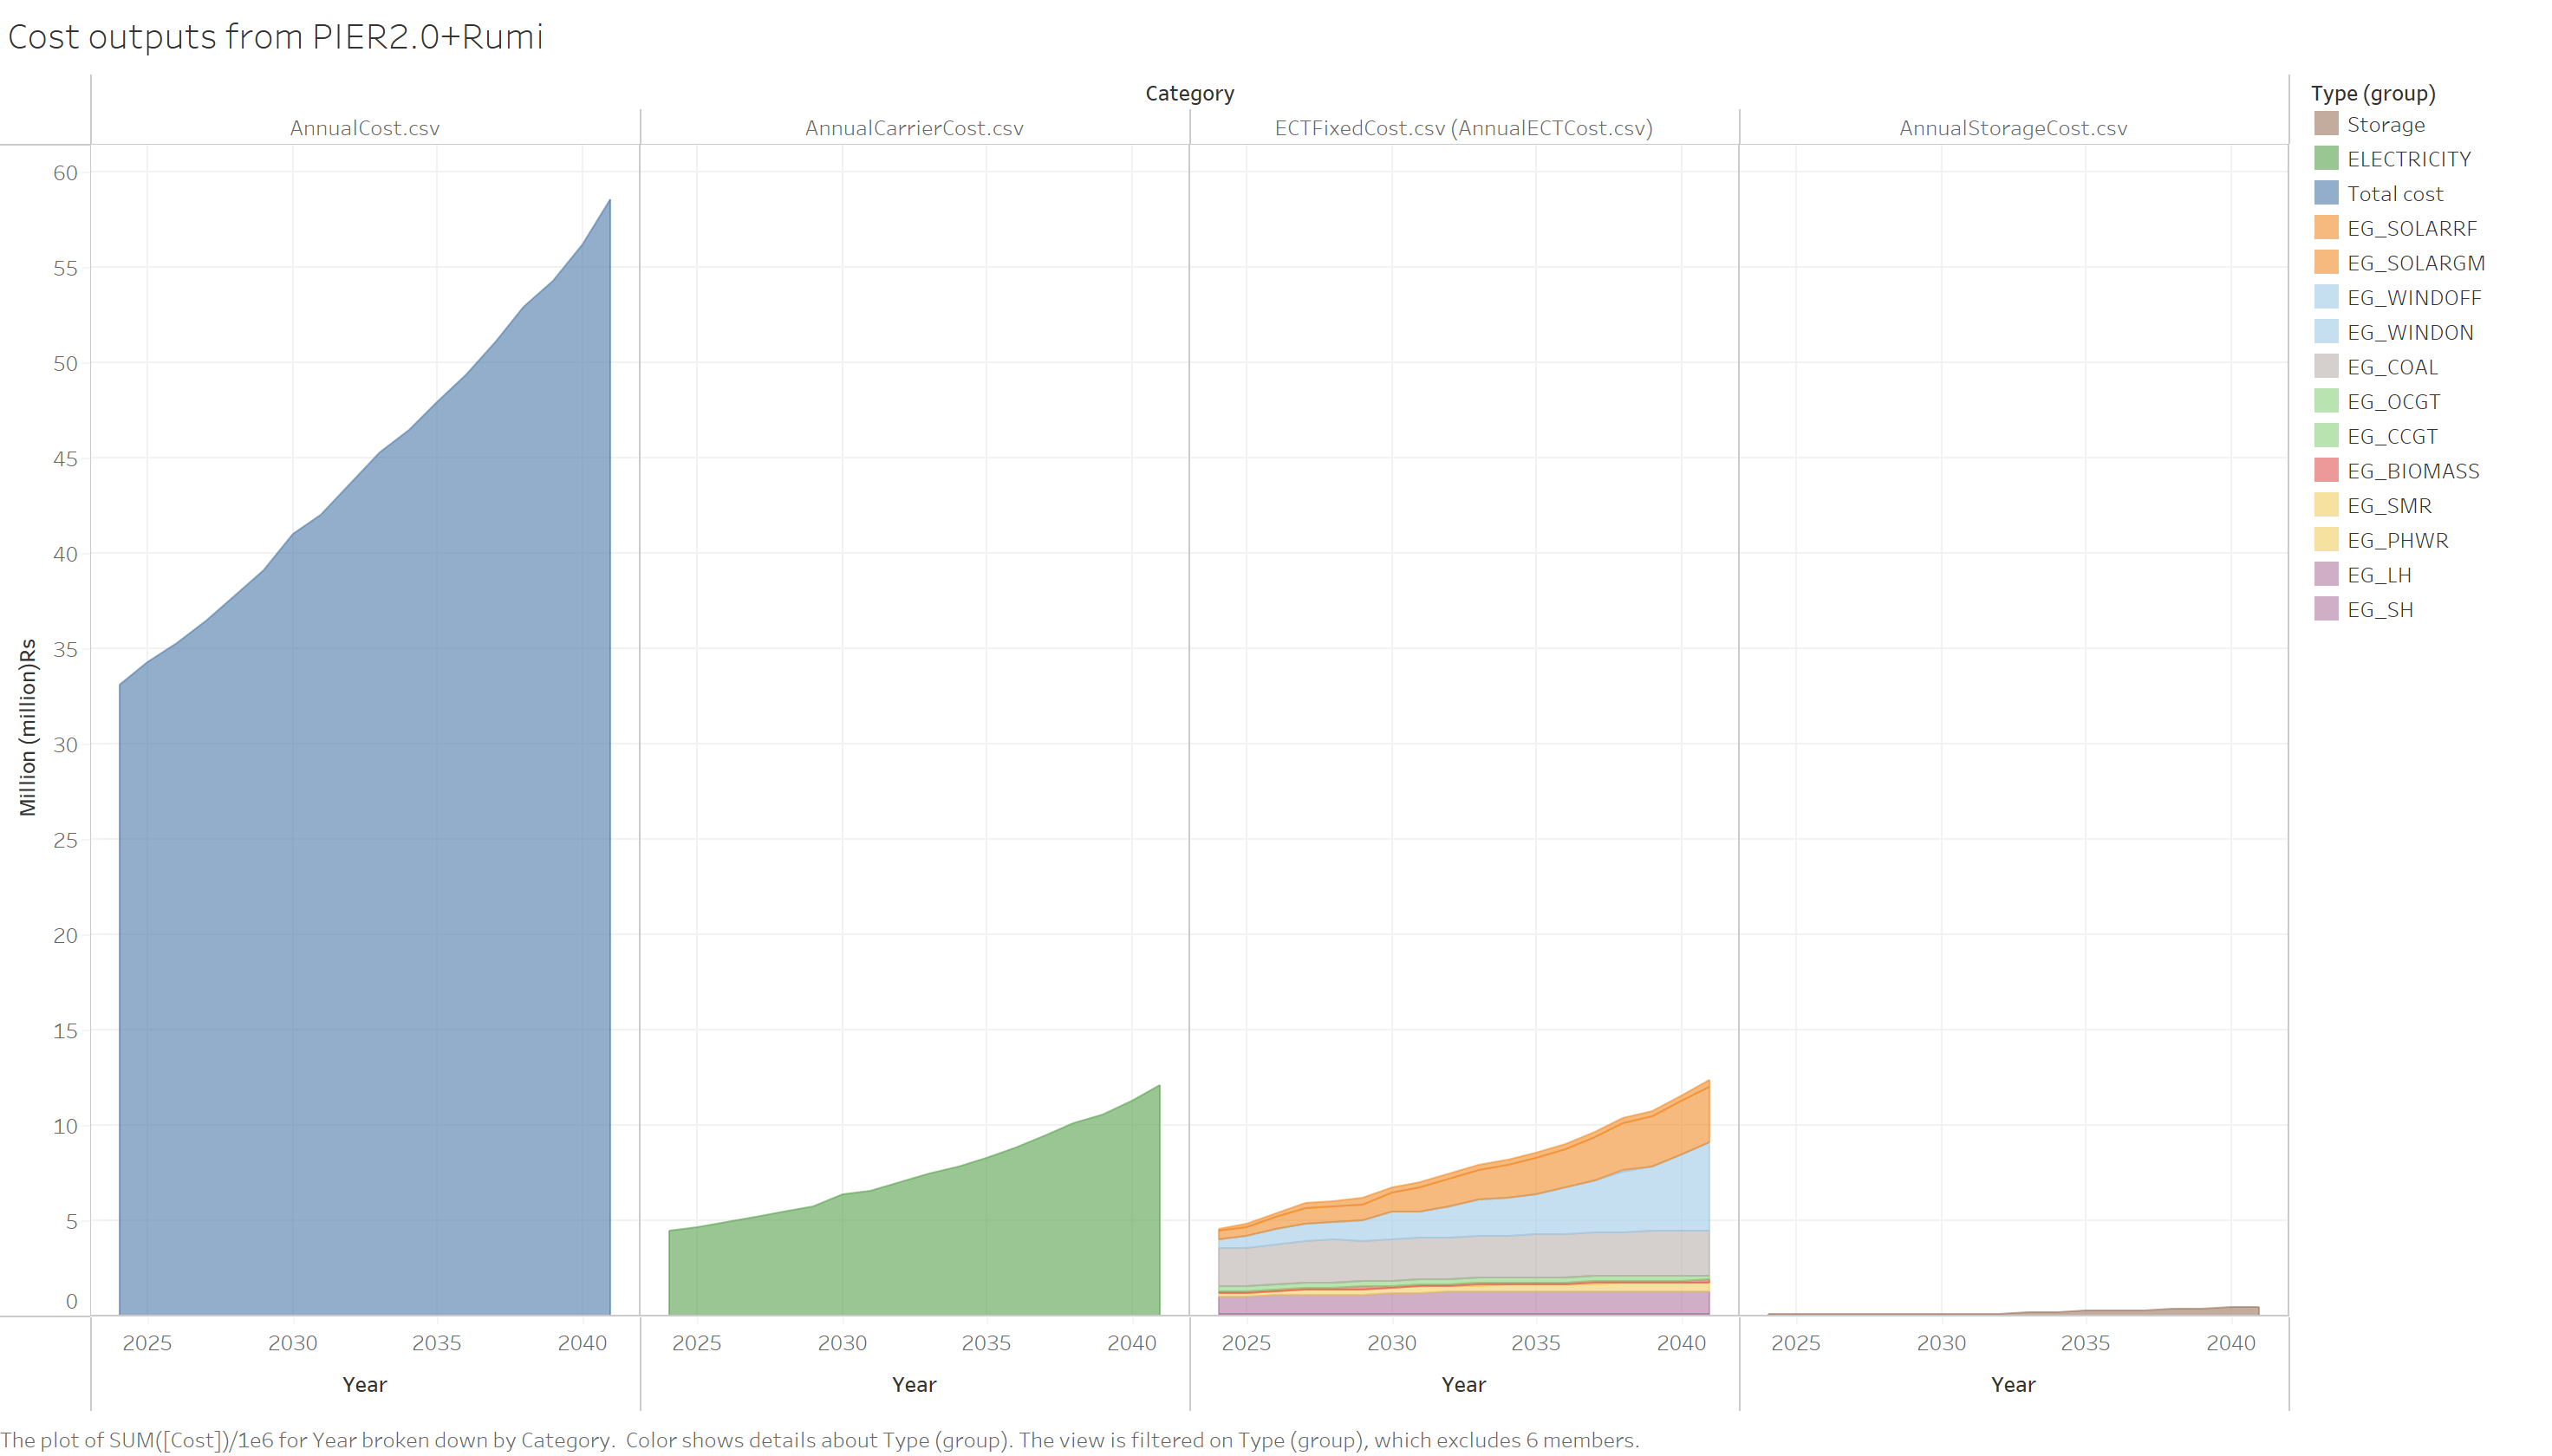 Cost outputs from PIER2.0+Rumi
Category
AnnualCost.csv
AnnualCarrierCost.csv
ECTFixedCost.csv (AnnualECTCost.csv)
AnnualStorageCost.csv
Million (million)Rs
60
55
50
45
40
35
30
25
20
15
10
5
0
2025 2030 2035 2040
2025 2030 2035 2040
2025 2030 2035 2040
2025 2030 2035 2040
Year
Year
Year
Year
Type (group)
Storage
ELECTRICITY
Total cost
EG_SOLARRF
EG_SOLARGM
EG_WINDOFF
EG_WINDON
EG_COAL
EG_OCGT
EG_CCGT
EG_BIOMASS
EG_SMR
EG_PHWR
EG_LH
EG_SH
The plot of SUM([Cost])/1e6 for Year broken down by Category.  Color shows details about Type (group). The view is filtered on Type (group), which excludes 6 members.